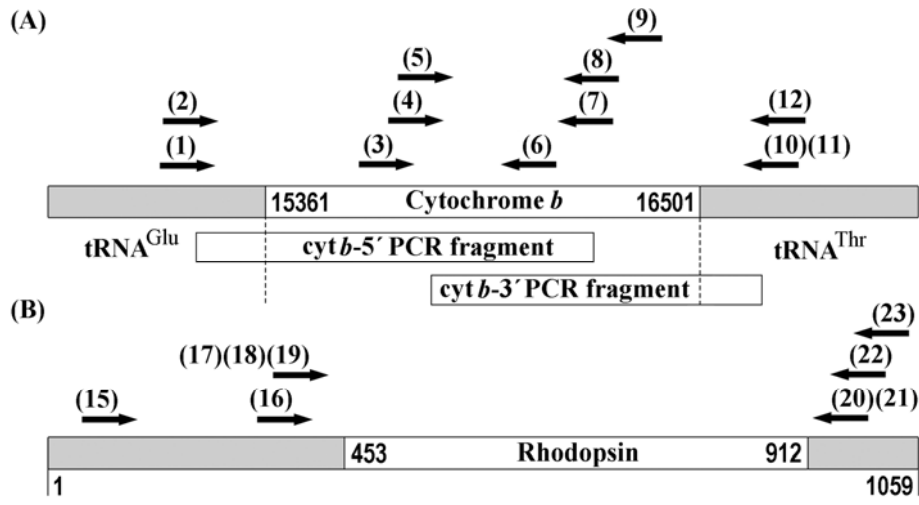 (A)
(9)
(5) (8)
(2) (4) (7) (12)
(1) (3) (6) (10)(11)
15361 Cytochrome b 16501
tRNAGlu cyt b-5´ PCR fragment tRNAThr
cyt b-3´ PCR fragment
(B)
(23)
(17)(18)(19) (22)
(15) (16) (20)(21)
453 Rhodopsin 912
1 1059